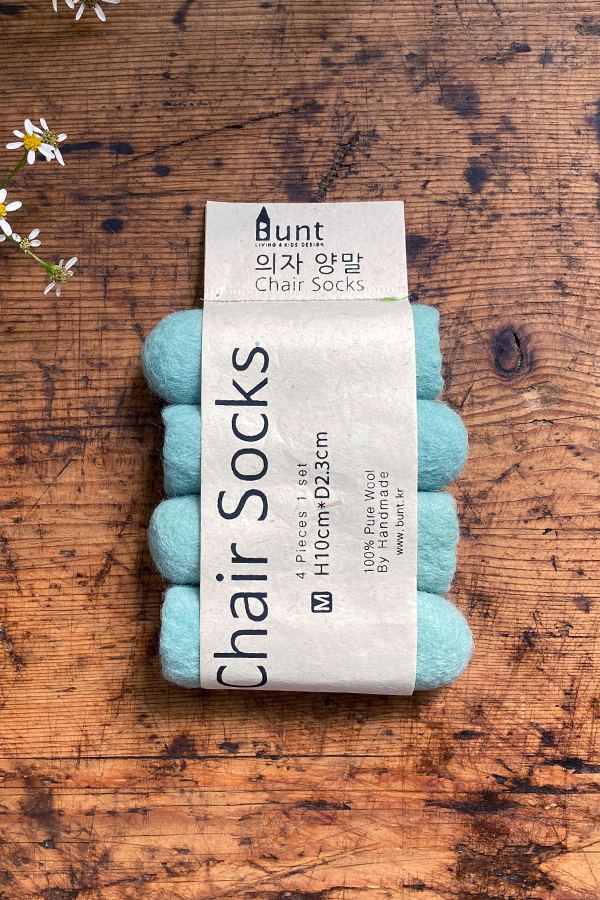 Bunt
LIVING & KIDS DESIGN
의자 양말
Chair Socks
Chair Socks
4 Pieces 1 set
M H10cm*D2.3cm
100% Pure Wool
By Handmade
www.bunt.kr